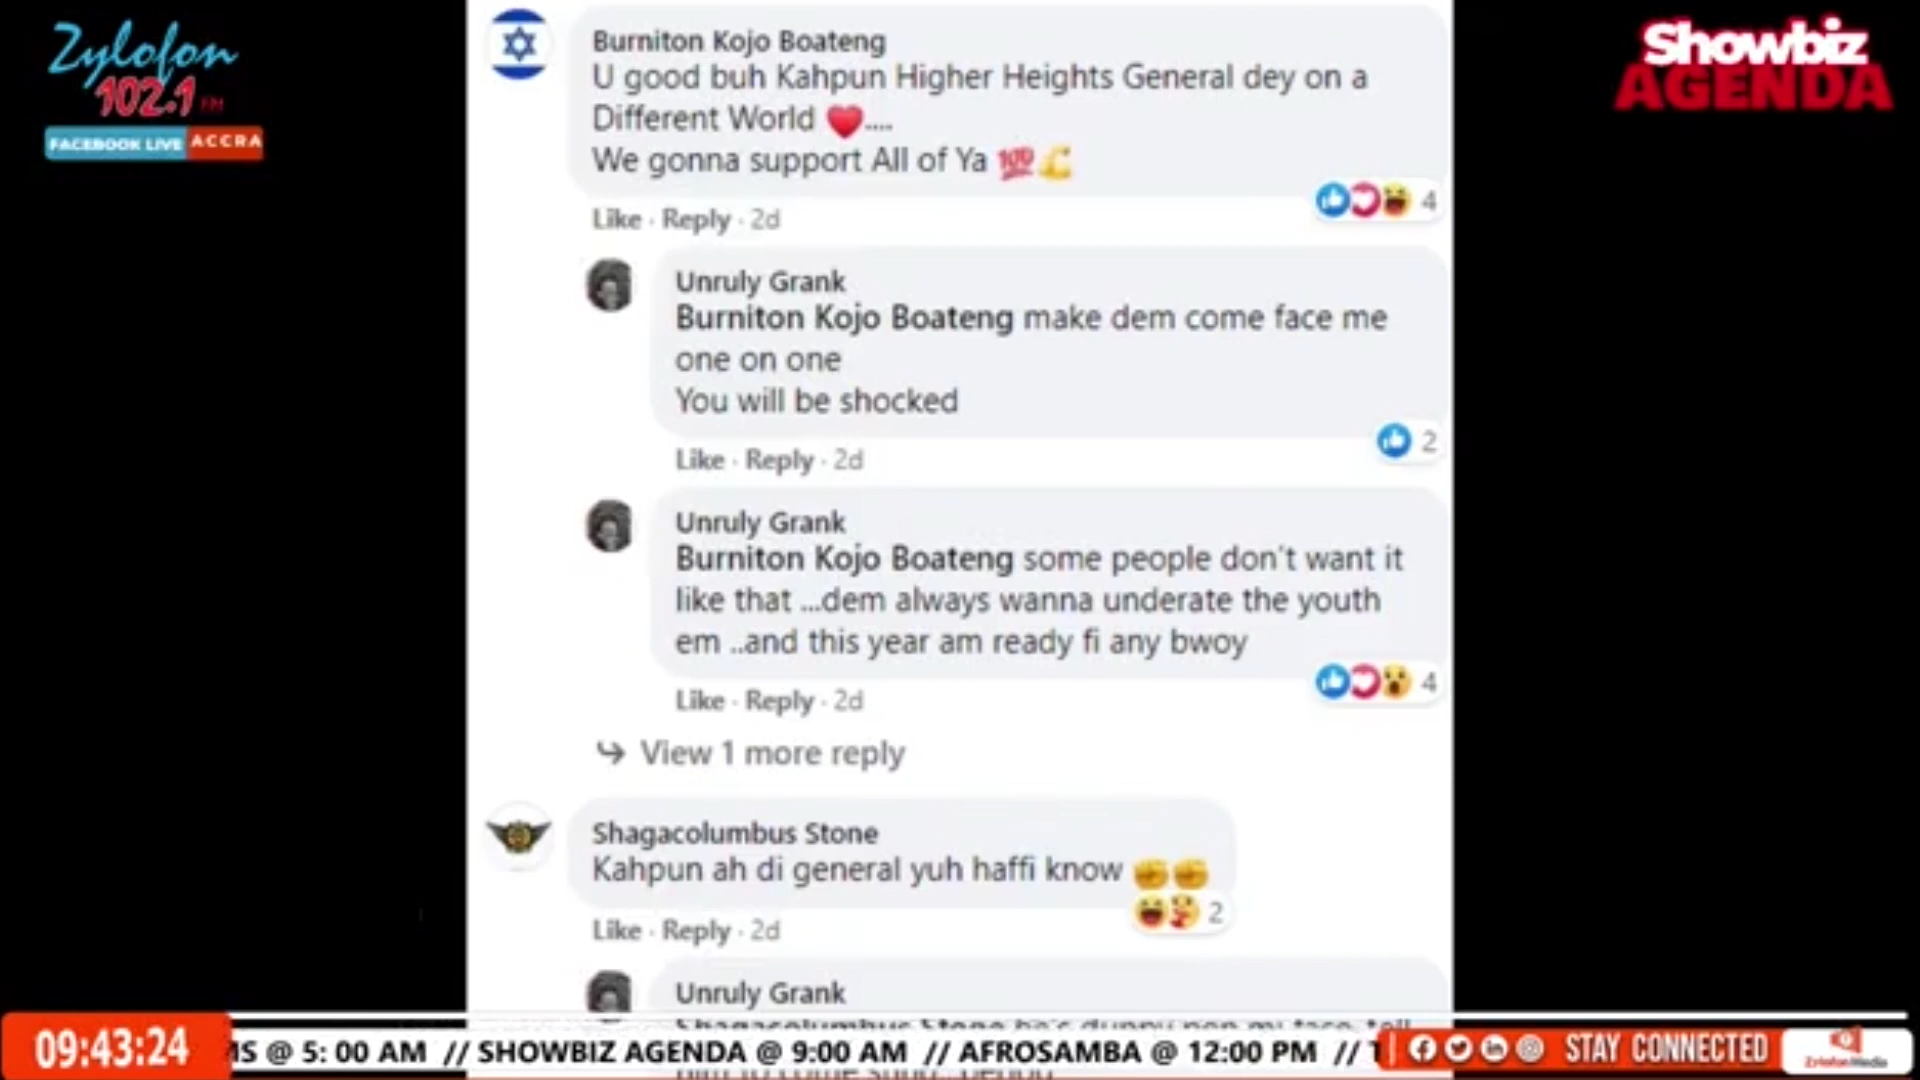 Zylofon
102.1 FM
FACEBOOK LIVE ACCRA
Showbiz
AGENDA
Burniton Kojo Boateng
U good buh Kahpun Higher Heights General dey on a
Different World ❤️....
We gonna support All of Ya 💯💪
4
Like · Reply · 2d
Unruly Grank
Burniton Kojo Boateng make dem come face me
one on one
You will be shocked
2
Like · Reply · 2d
Unruly Grank
Burniton Kojo Boateng some people don't want it
like that ...dem always wanna underate the youth
em ..and this year am ready fi any bwoy
4
Like · Reply · 2d
View 1 more reply
Shagacolumbus Stone
Kahpun ah di general yuh haffi know ✊✊
2
Like · Reply · 2d
Unruly Grank
09:43:24
MS @ 5: 00 AM // SHOWBIZ AGENDA @ 9:00 AM // AFROSAMBA @ 12:00 PM // T
STAY CONNECTED
Zylofon Media